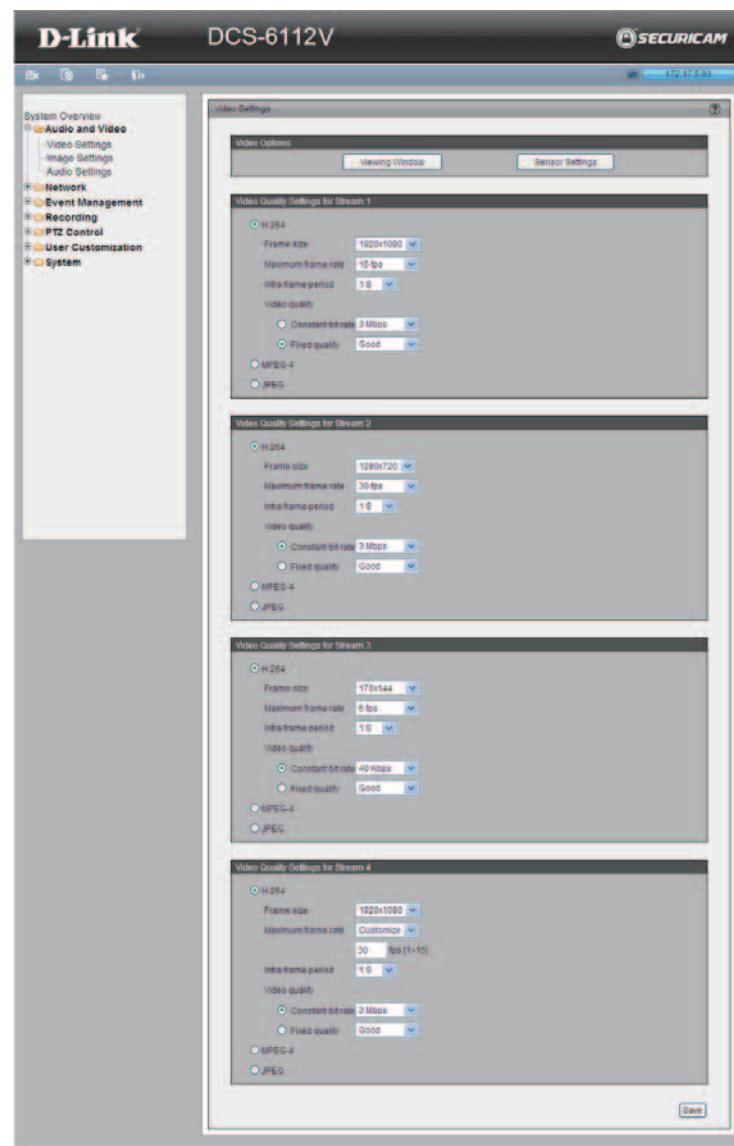 D-Link
DCS-6112V
SECURICAM
System Overview
Audio and Video
Video Settings
Image Settings
Audio Settings
Network
Event Management
Recording
PTZ Control
User Customization
System
Video Settings
Video Options
Viewing Window Sensor Settings
Video Quality Settings for Stream 1
H.264
Frame size 1920x1080
Maximum frame rate 15 fps
Intra frame period 1 S
Video quality
Constant bit rate 3 Mbps
Fixed quality Good
MPEG-4
JPEG
Video Quality Settings for Stream 2
H.264
Frame size 1280x720
Maximum frame rate 30 fps
Intra frame period 1 S
Video quality
Constant bit rate 3 Mbps
Fixed quality Good
MPEG-4
JPEG
Video Quality Settings for Stream 3
H.264
Frame size 176x144
Maximum frame rate 5 fps
Intra frame period 1 S
Video quality
Constant bit rate 40 Kbps
Fixed quality Good
MPEG-4
JPEG
Video Quality Settings for Stream 4
H.264
Frame size 1920x1080
Maximum frame rate Customize
30 fps [1~15]
Intra frame period 1 S
Video quality
Constant bit rate 3 Mbps
Fixed quality Good
MPEG-4
JPEG
Save